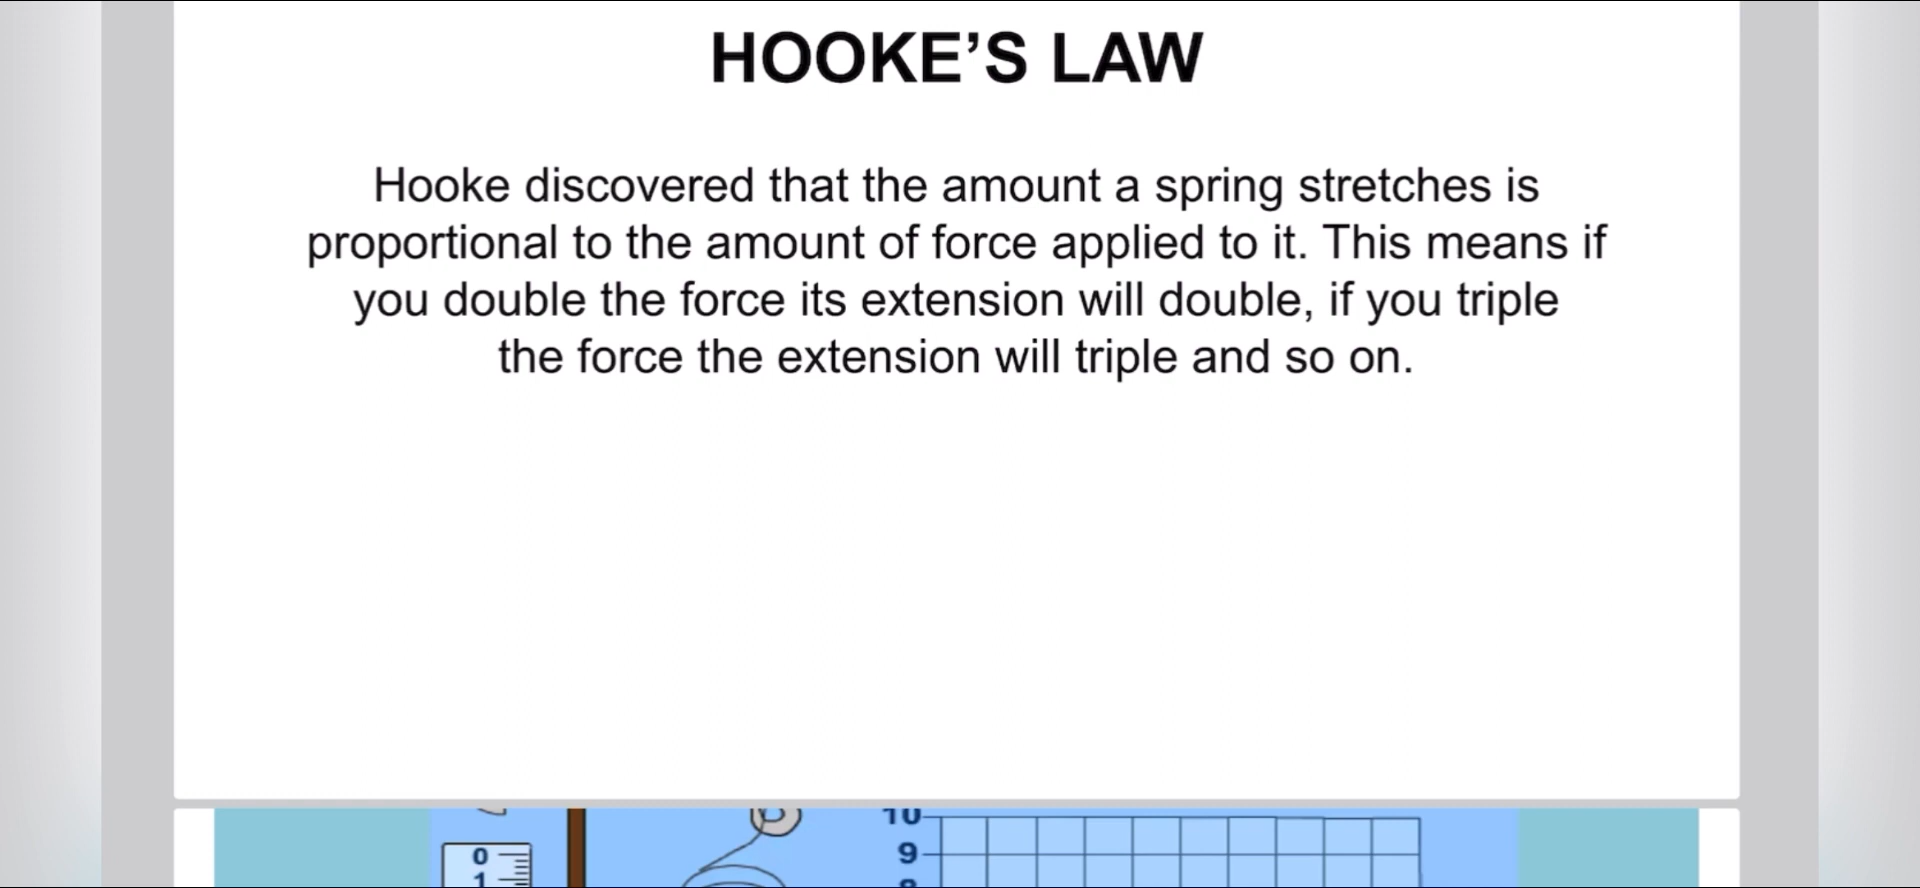 HOOKE’S LAW
Hooke discovered that the amount a spring stretches is
proportional to the amount of force applied to it. This means if
you double the force its extension will double, if you triple
the force the extension will triple and so on.
10
0
9
1
8